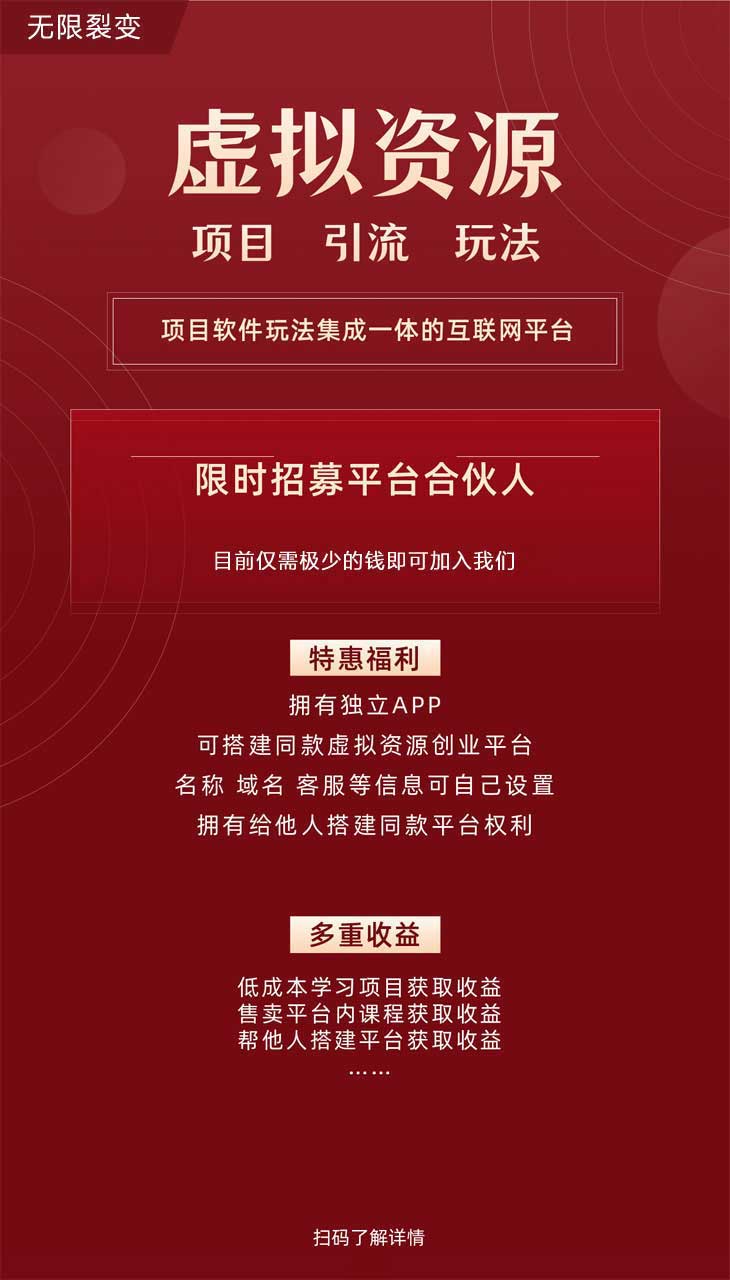 无限裂变
虚拟资源
项目 引流 玩法
项目软件玩法集成一体的互联网平台
限时招募平台合伙人
目前仅需极少的钱即可加入我们
特惠福利
拥有独立APP
可搭建同款虚拟资源创业平台
名称 域名 客服等信息可自己设置
拥有给他人搭建同款平台权利
多重收益
低成本学习项目获取收益
售卖平台内课程获取收益
帮他人搭建平台获取收益
……
扫码了解详情